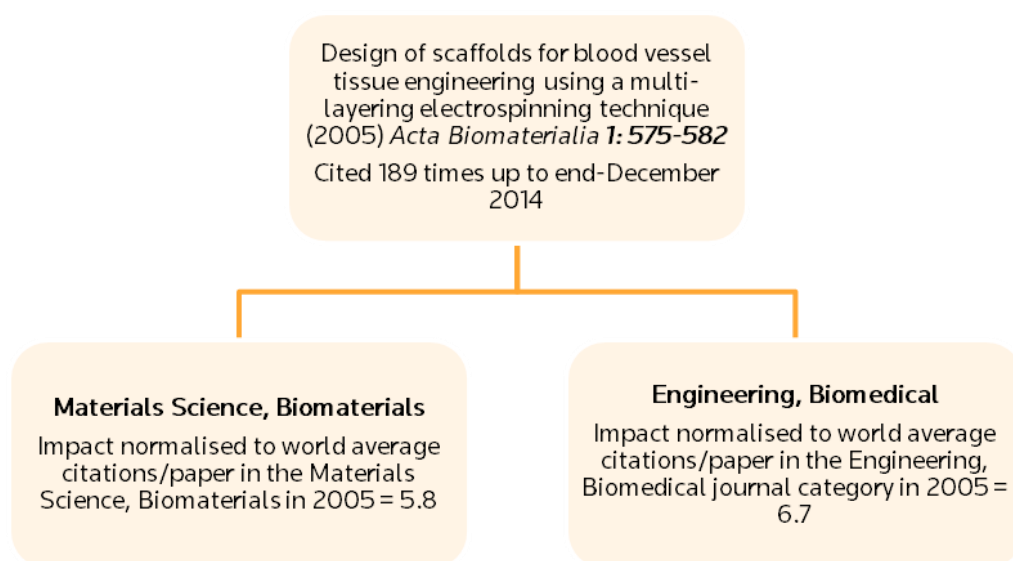 Design of scaffolds for blood vessel
tissue engineering using a multi-
layering electrospinning technique
(2005) Acta Biomaterialia 1: 575-582
Cited 189 times up to end-December
2014
Materials Science, Biomaterials
Impact normalised to world average
citations/paper in the Materials
Science, Biomaterials in 2005 = 5.8
Engineering, Biomedical
Impact normalised to world average
citations/paper in the Engineering,
Biomedical journal category in 2005 =
6.7